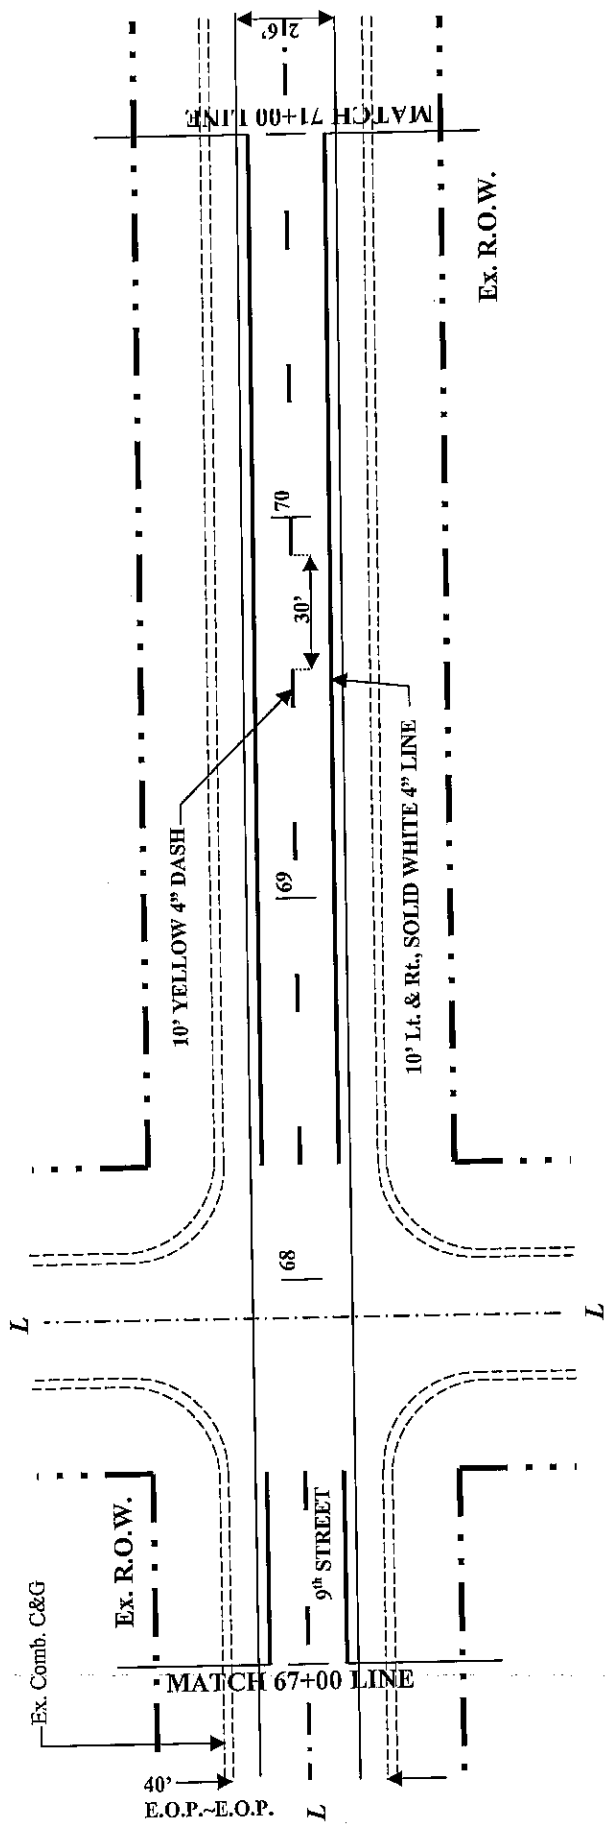 26'
MATCH 71+00 LINE
Ex. R.O.W.
70
30'
10' YELLOW 4" DASH
10' Lt. & Rt., SOLID WHITE 4" LINE
69
68
L
L
9th STREET
Ex. R.O.W.
Ex. Comb. C&G
MATCH 67+00 LINE
40'
E.O.P.~E.O.P.
L